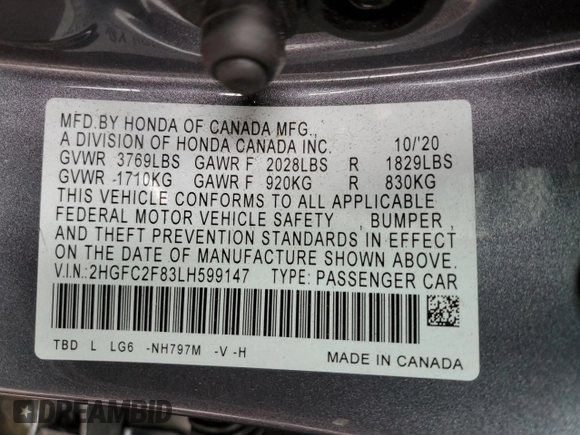 MFD.BY HONDA OF CANADA MFG.,
A DIVISION OF HONDA CANADA INC. 10/'20
GVWR 3769LBS GAWR F 2028LBS R 1829LBS
GVWR 1710KG GAWR F 920KG R 830KG
THIS VEHICLE CONFORMS TO ALL APPLICABLE
FEDERAL MOTOR VEHICLE SAFETY , BUMPER ,
AND THEFT PREVENTION STANDARDS IN EFFECT
ON THE DATE OF MANUFACTURE SHOWN ABOVE.
V.I.N.:2HGFC2F83LH599147 TYPE: PASSENGER CAR
TBD L LG6 -NH797M -V -H
MADE IN CANADA
DREAMBID